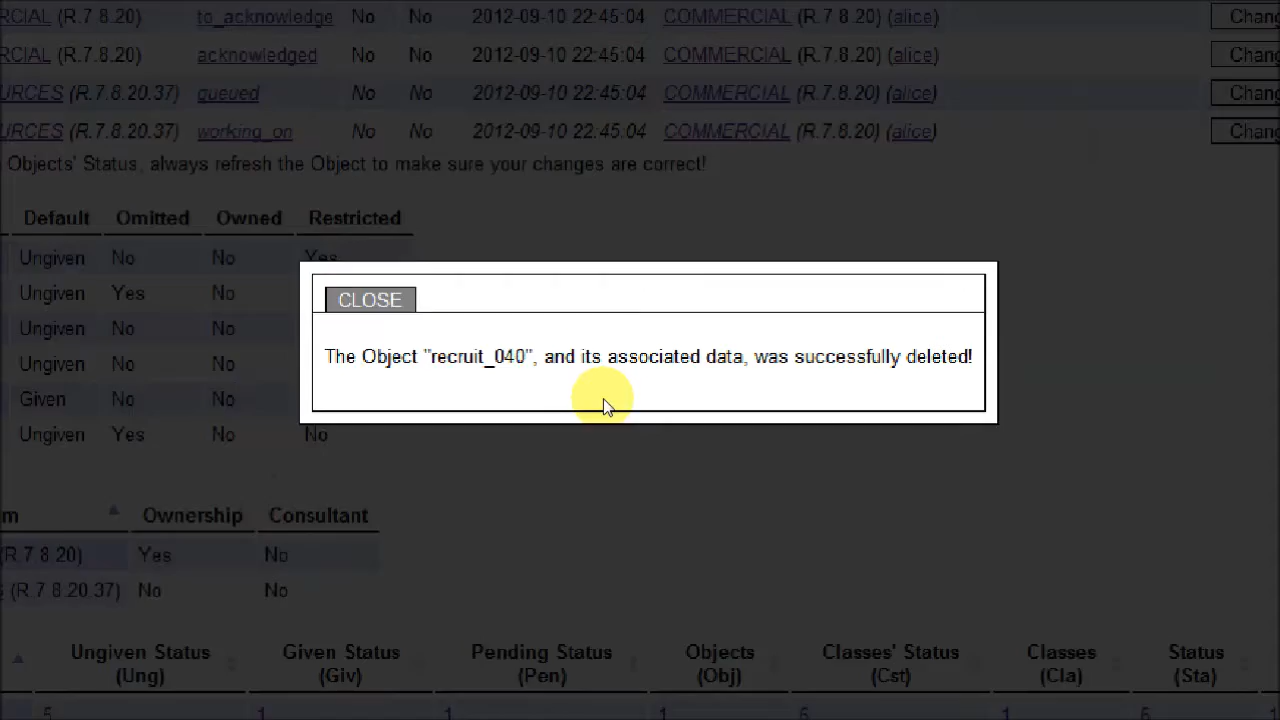 RCIAL (R.7.8.20) to_acknowledge No No 2012-09-10 22:45:04 COMMERCIAL (R.7.8.20) (alice) Chang
RCIAL (R.7.8.20) acknowledged No No 2012-09-10 22:45:04 COMMERCIAL (R.7.8.20) (alice) Chang
URCES (R.7.8.20.37) queued No No 2012-09-10 22:45:04 COMMERCIAL (R.7.8.20) (alice) Chang
URCES (R.7.8.20.37) working_on No No 2012-09-10 22:45:04 COMMERCIAL (R.7.8.20) (alice) Chang
Objects' Status, always refresh the Object to make sure your changes are correct!
Default Omitted Owned Restricted
Ungiven No No Yes
Ungiven Yes No
Ungiven No No
Ungiven No No
Given No No
Ungiven Yes No No
CLOSE
The Object "recruit_040", and its associated data, was successfully deleted!
m Ownership Consultant
(R.7.8.20) Yes No
(R.7.8.20.37) No No
Ungiven Status (Ung) Given Status (Giv) Pending Status (Pen) Objects (Obj) Classes' Status (Cst) Classes (Cla) Status (Sta)